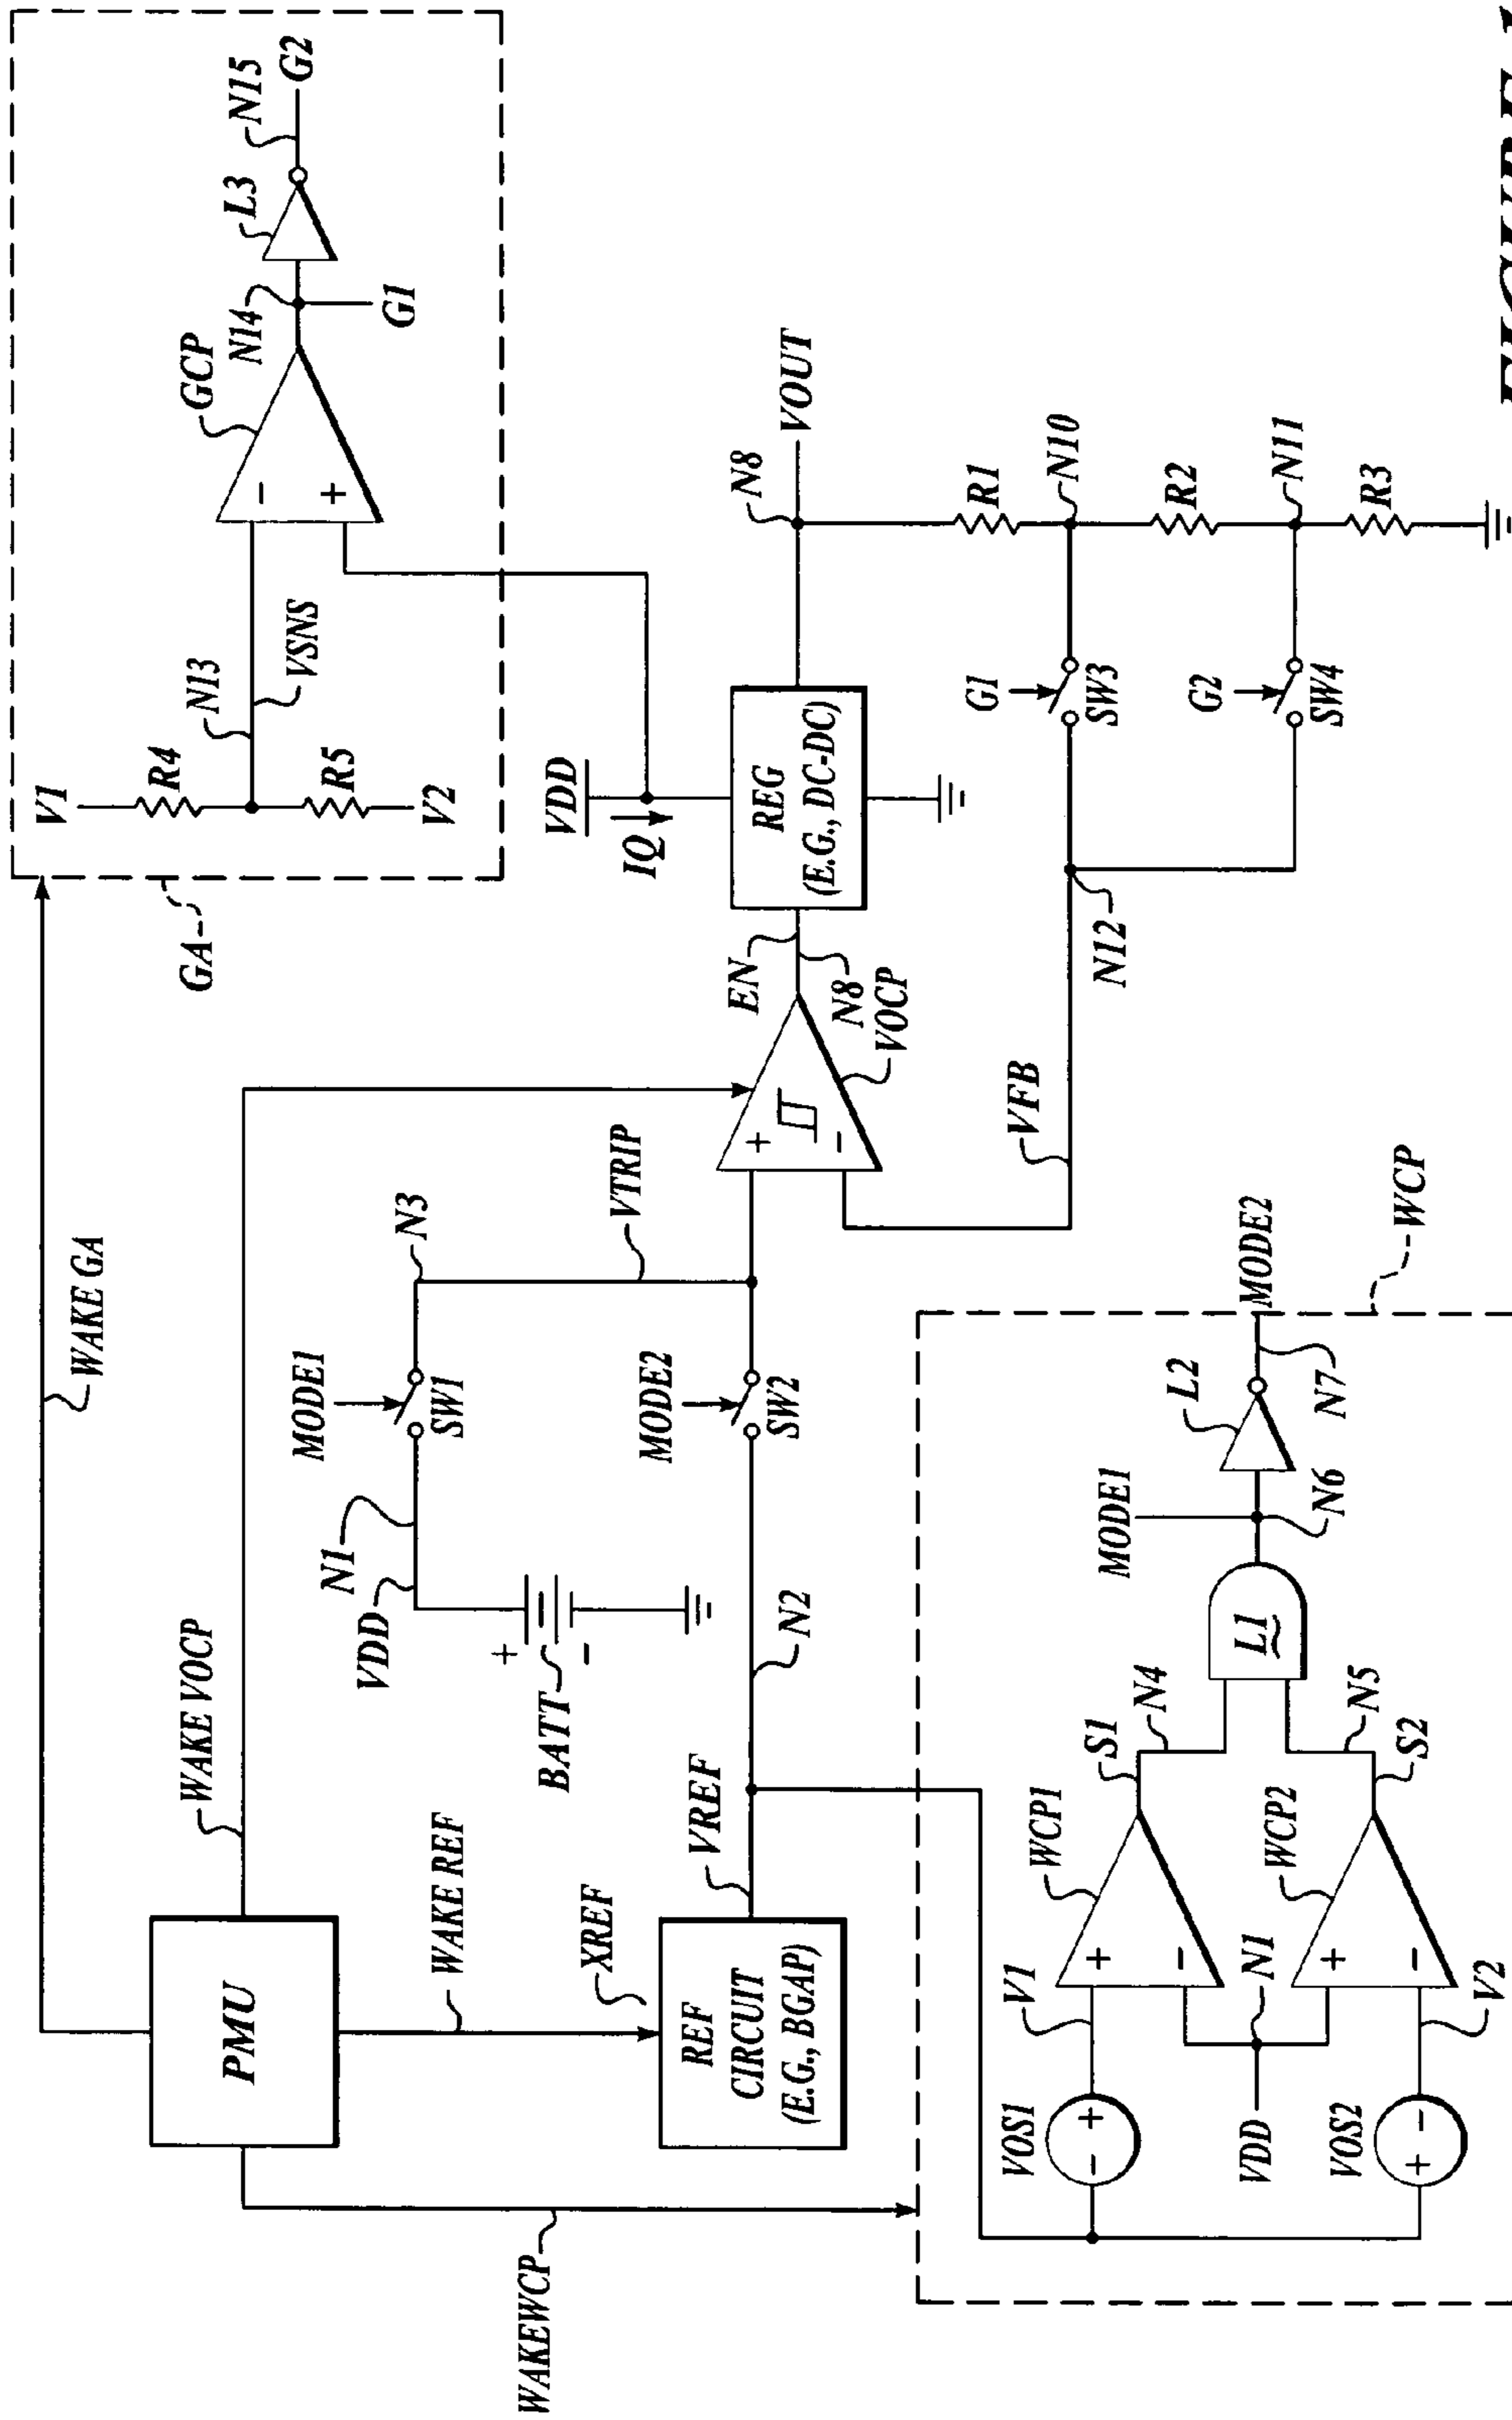 V1
R4
R5
V2
N13
VSNS
GCP
-
+
N14
G1
L3
N15
G2
GA
WAKE GA
WAKE VOCP
PMU
WAKE REF
WAKEWCP
XREF
REF
CIRCUIT
(E.G., BGAP)
VREF
N2
VDD
N1
+
BATT
-
MODE1
SW1
N3
MODE2
SW2
VTRIP
+
-
EN
N8
VOCP
VDD
IQ
REG
(E.G., DC-DC)
N8
VOUT
R1
N10
R2
N11
R3
G1
SW3
G2
SW4
N12
VFB
WCP
VOS1
- +
V1
WCP1
+
-
S1
N4
VDD
N1
VOS2
+ -
V2
WCP2
+
-
S2
N5
L1
MODE1
N6
L2
N7
MODE2